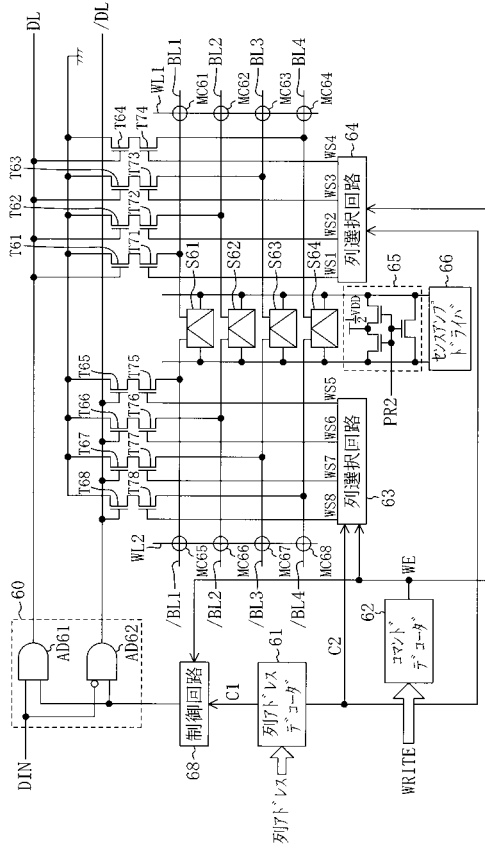 DL
/DL
60
AD61
AD62
DIN
T61
T62
T63
T64
T71
T72
T73
T74
T65
T66
T67
T68
T75
T76
T77
T78
WL1
BL1
BL2
BL3
BL4
MC61
MC62
MC63
MC64
S61
S62
S63
S64
WS1
WS2
WS3
WS4
列選択回路
64
65
1/2VDD
PR2
センスアンプ
ドライバ
66
WS5
WS6
WS7
WS8
列選択回路
63
WL2
/BL1
/BL2
/BL3
/BL4
MC65
MC66
MC67
MC68
制御回路
68
C1
列アドレス
デコーダ
61
列アドレス
C2
WE
コマンド
デコーダ
62
WRITE